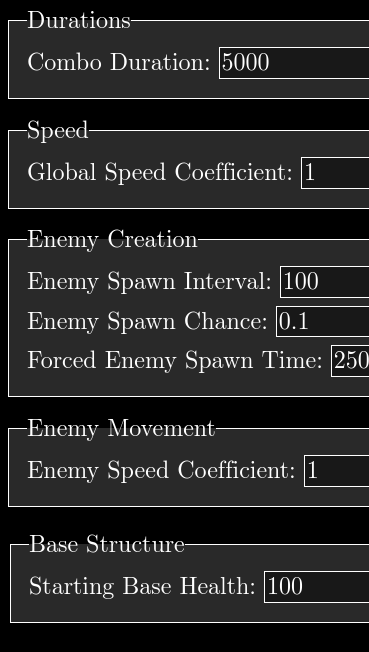 Durations
Combo Duration: 5000
Speed
Global Speed Coefficient: 1
Enemy Creation
Enemy Spawn Interval: 100
Enemy Spawn Chance: 0.1
Forced Enemy Spawn Time: 250
Enemy Movement
Enemy Speed Coefficient: 1
Base Structure
Starting Base Health: 100